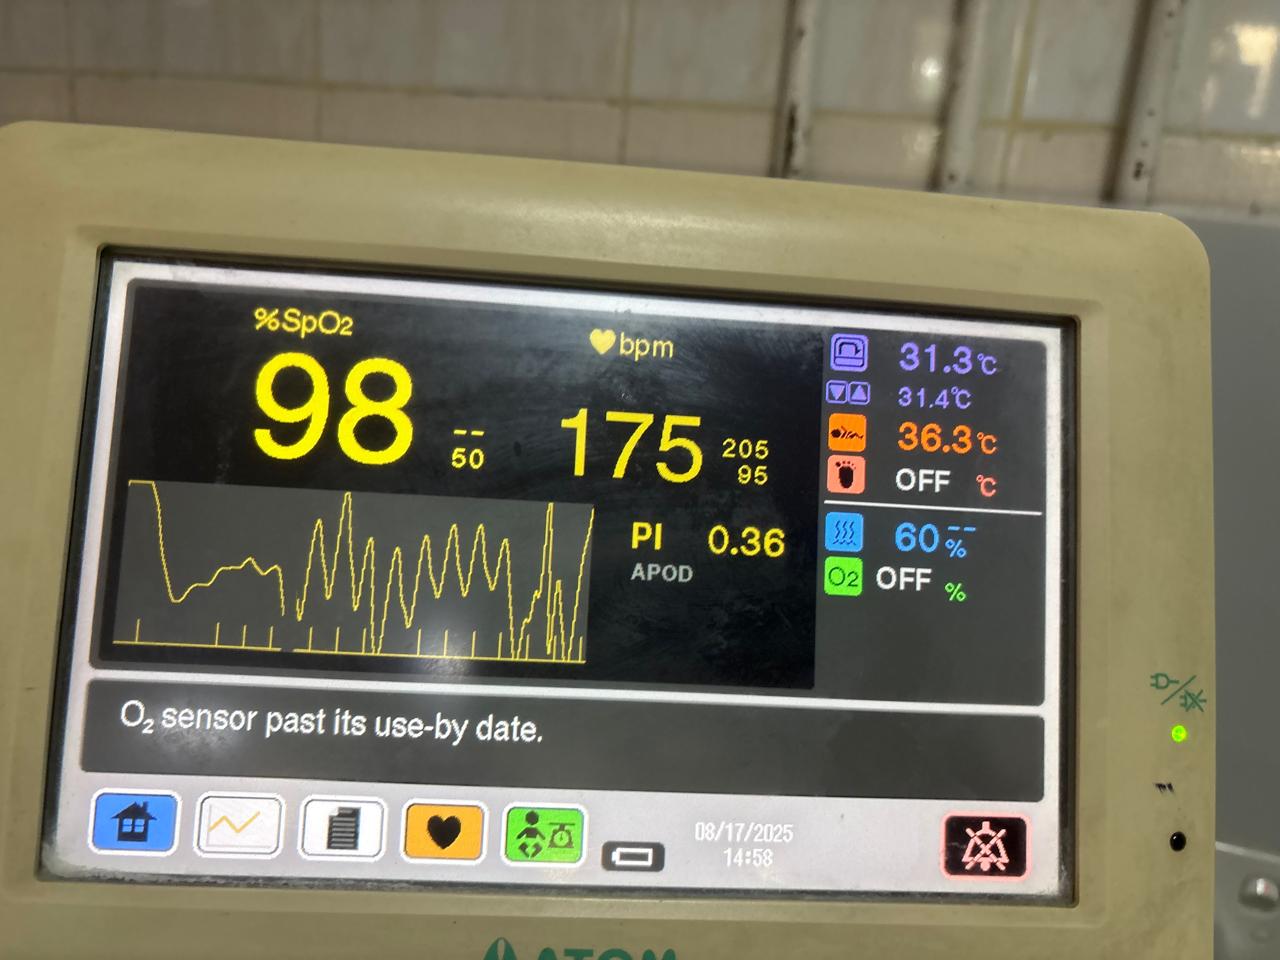 %SpO2
98
--
50
bpm
175
205
95
PI 0.36
APOD
31.3°C
31.4°C
36.3°C
OFF °C
60 -- %
O2 OFF %
O2 sensor past its use-by date.
08/17/2025
14:58
ATOM